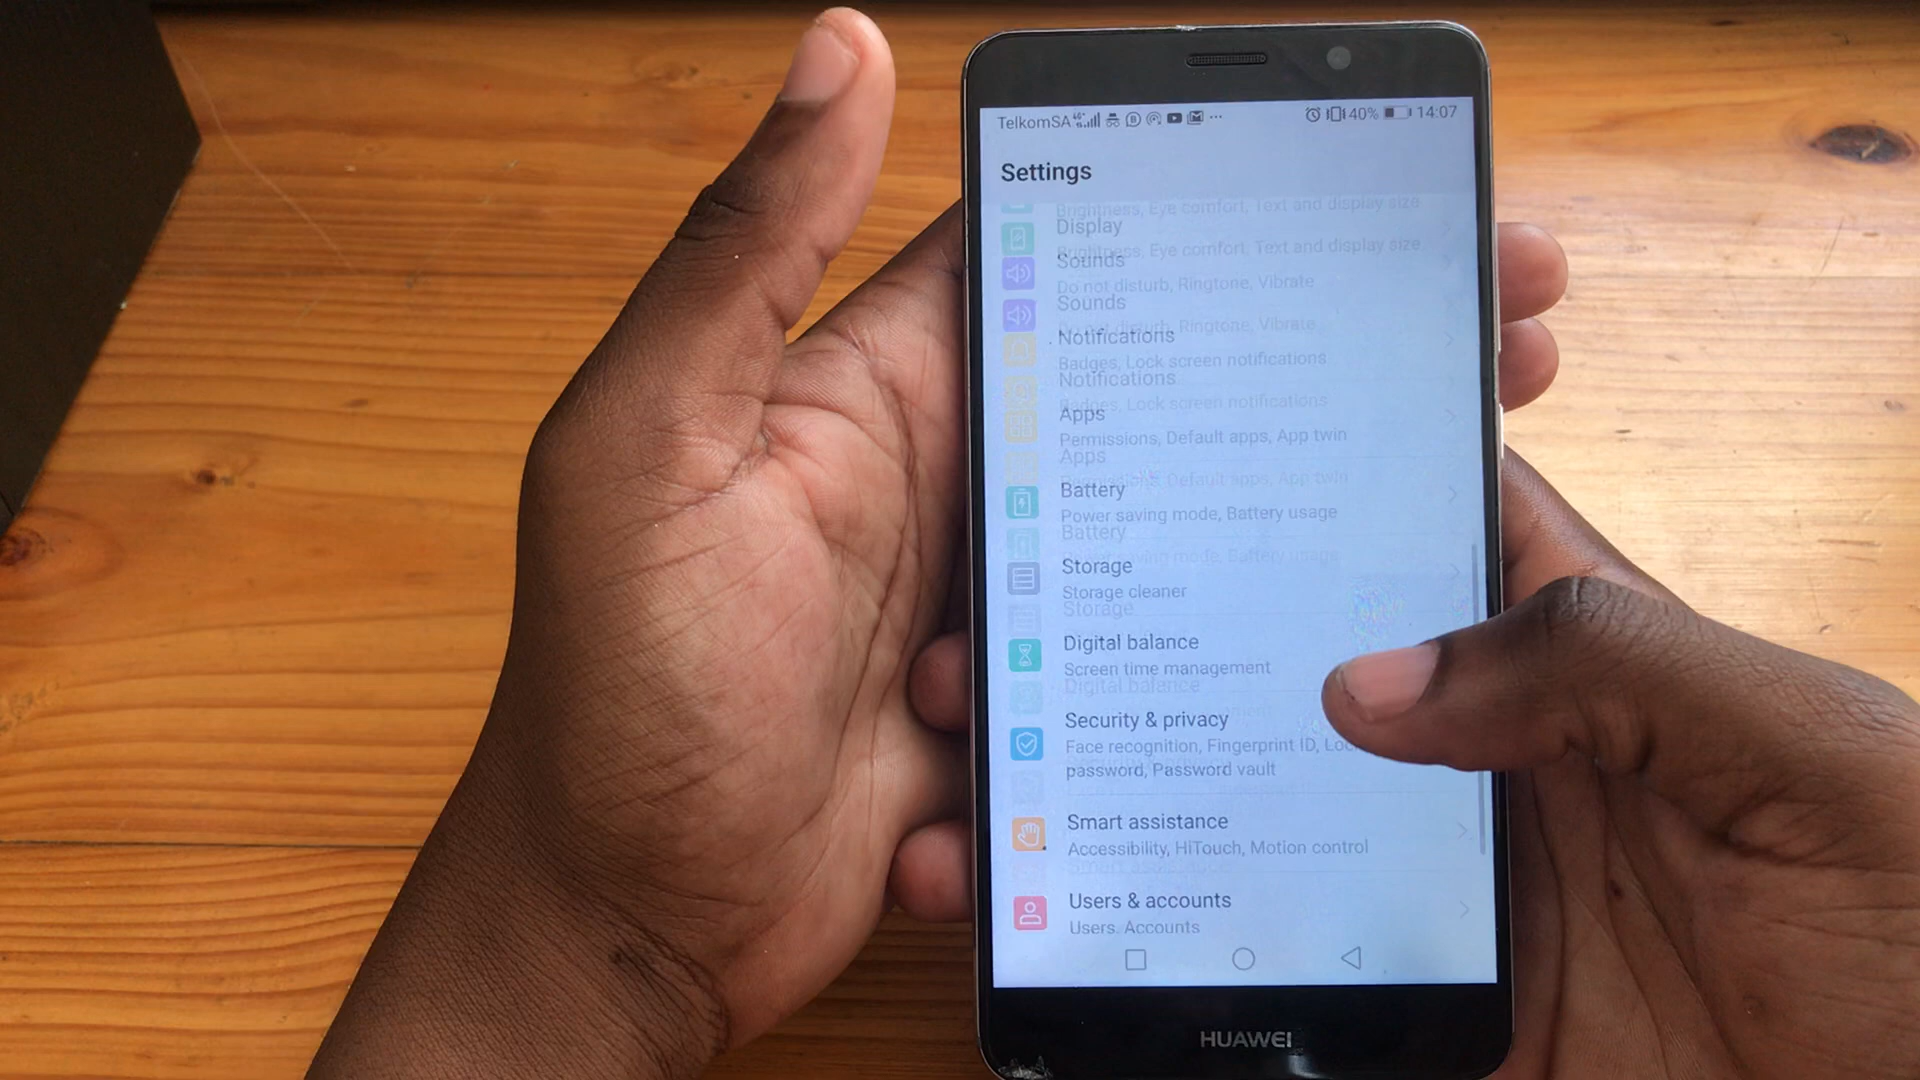 TelkomSA 4G 40% 14:07
Settings
Brightness, Eye comfort, Text and display size
Display
Brightness, Eye comfort, Text and display size
Sounds
Do not disturb, Ringtone, Vibrate
Sounds
Do not disturb, Ringtone, Vibrate
Notifications
Badges, Lock screen notifications
Notifications
Badges, Lock screen notifications
Apps
Permissions, Default apps, App twin
Apps
Permissions, Default apps, App twin
Battery
Power saving mode, Battery usage
Battery
Power saving mode, Battery usage
Storage
Storage cleaner
Storage
Digital balance
Screen time management
Digital balance
Security & privacy
Face recognition, Fingerprint ID,
password, Password vault
Smart assistance
Accessibility, HiTouch, Motion control
Smart assistance
Users & accounts
Users, Accounts
HUAWEI